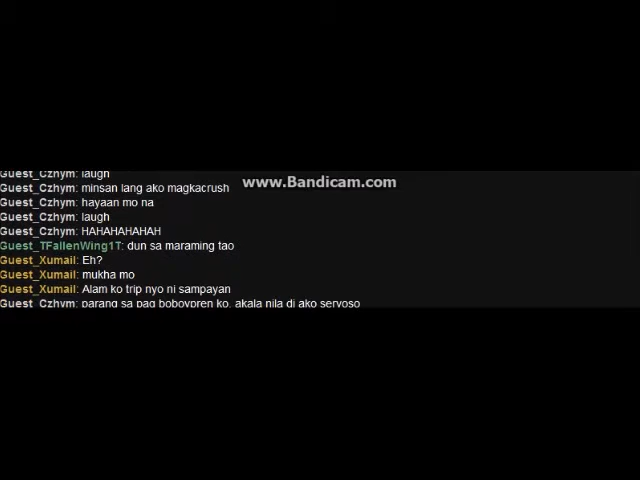 Guest_Czhym: laugh
www.Bandicam.com
Guest_Czhym: minsan lang ako magkacrush
Guest_Czhym: hayaan mo na
Guest_Czhym: laugh
Guest_Czhym: HAHAHAHAHAH
Guest_TFallenWing1T: dun sa maraming tao
Guest_Xumail: Eh?
Guest_Xumail: mukha mo
Guest_Xumail: Alam ko trip nyo ni sampayan
Guest_Czhym: parang sa pag boboypren ko, akala nila di ako servoso